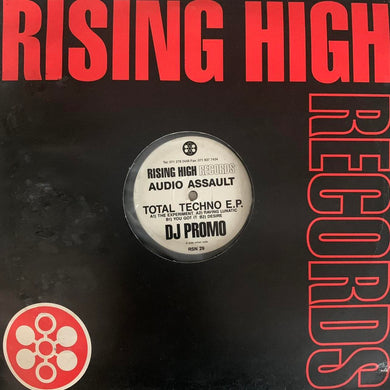 RISING HIGH
RECORDS
RISING HIGH RECORDS
AUDIO ASSAULT
TOTAL TECHNO E.P.
A1) THE EXPERIMENT A2) RAVING LUNATIC
B1) YOU GOT IT B2) DESIRE
DJ PROMO
RSN 26